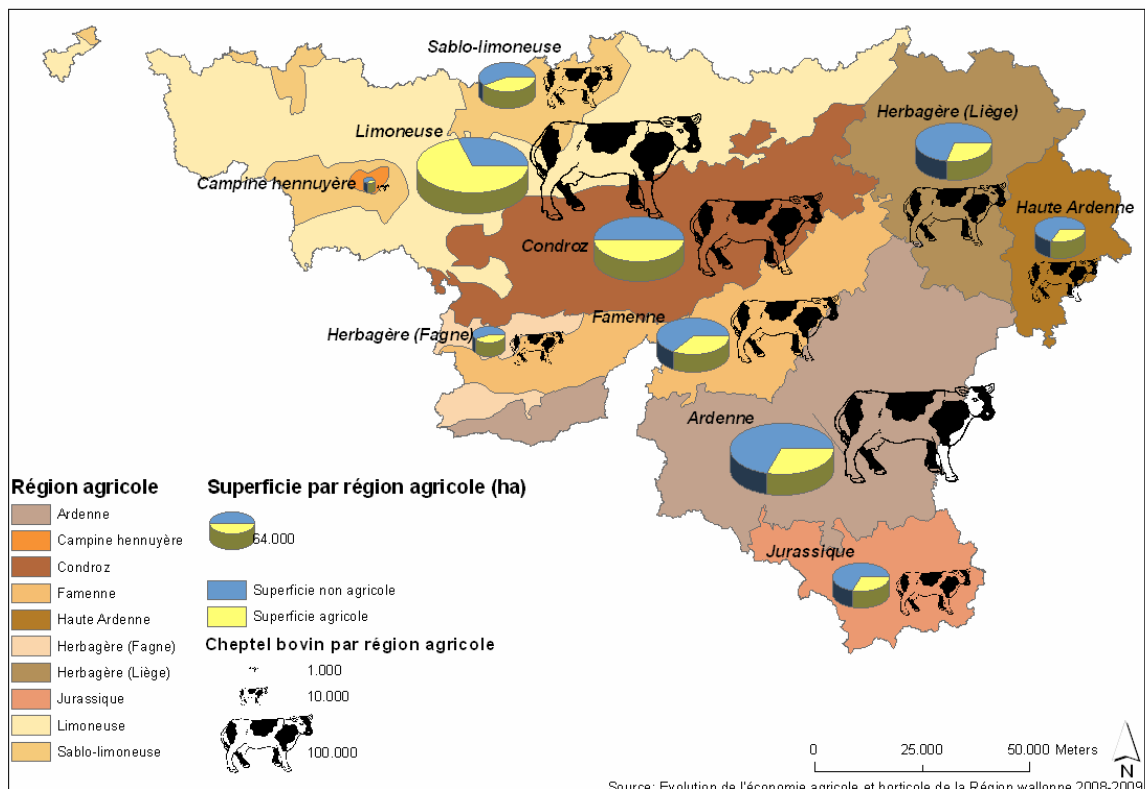 Sablo-limoneuse
Limoneuse
Herbagère (Liège)
Campine hennuyère
Haute Ardenne
Condroz
Famenne
Herbagère (Fagne)
Ardenne
Jurassique
Région agricole
Ardenne
Campine hennuyère
Condroz
Famenne
Haute Ardenne
Herbagère (Fagne)
Herbagère (Liège)
Jurassique
Limoneuse
Sablo-limoneuse
Superficie par région agricole (ha)
64.000
Superficie non agricole
Superficie agricole
Cheptel bovin par région agricole
1.000
10.000
100.000
0 25.000 50.000 Meters
N
Source: Evolution de l'économie agricole et horticole de la Région wallonne 2008-2009